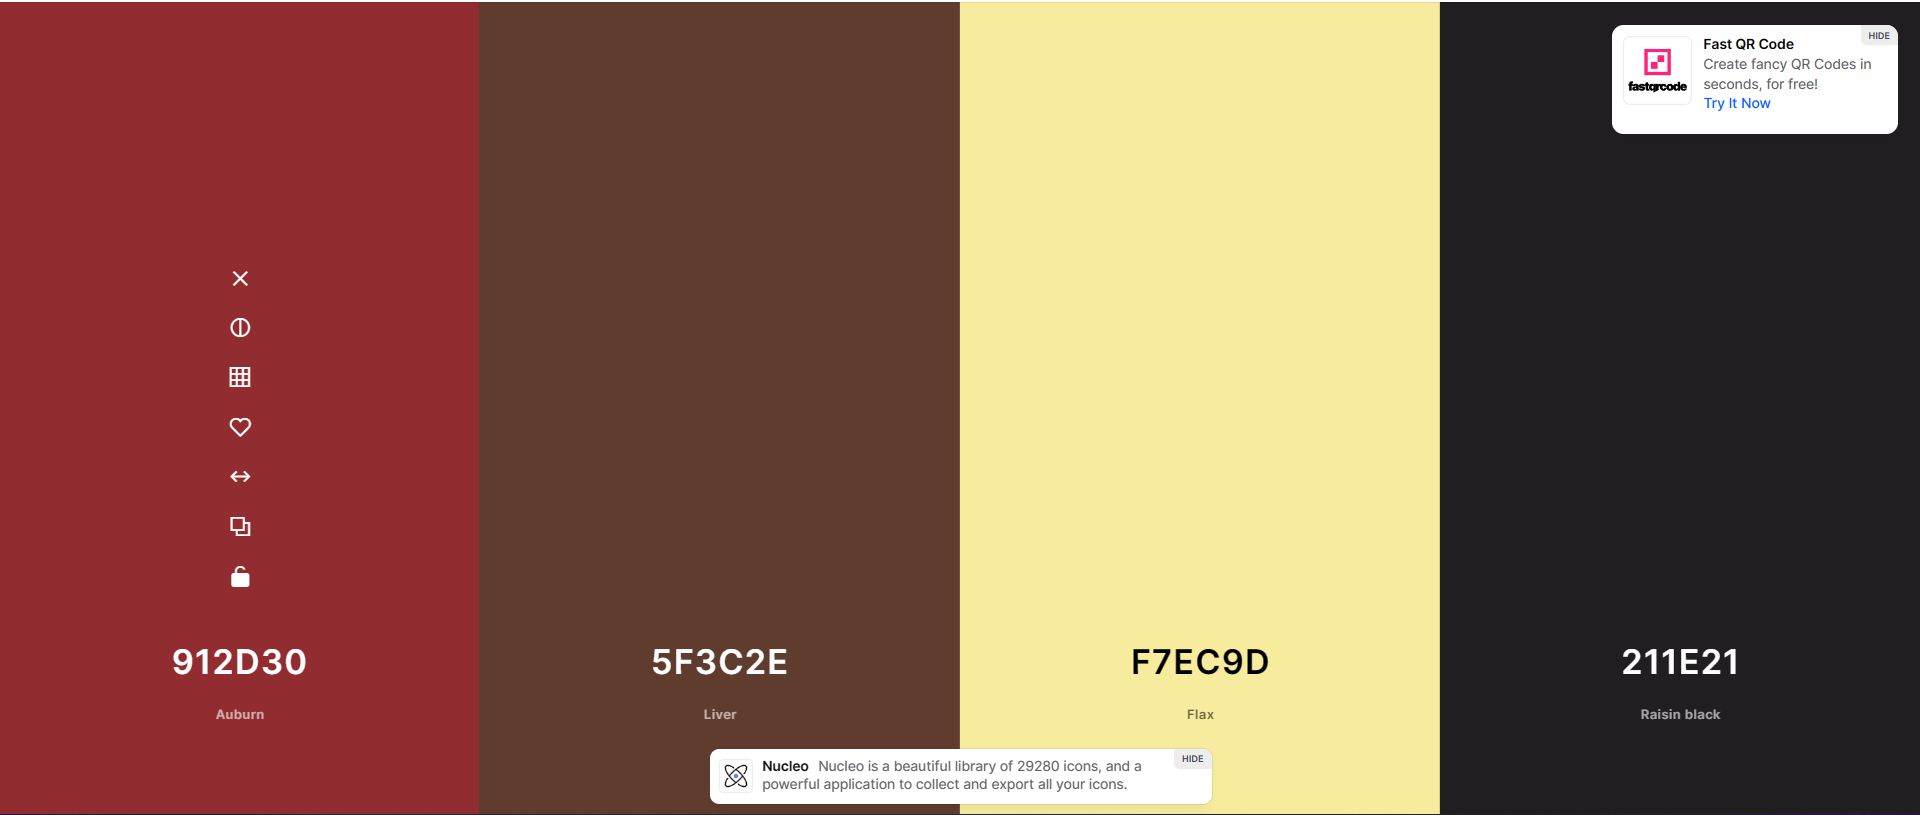 HIDE
Fast QR Code
Create fancy QR Codes in
seconds, for free!
Try It Now
fastqrcode
912D30
5F3C2E
F7EC9D
211E21
Auburn
Liver
Flax
Raisin black
HIDE
Nucleo Nucleo is a beautiful library of 29280 icons, and a
powerful application to collect and export all your icons.